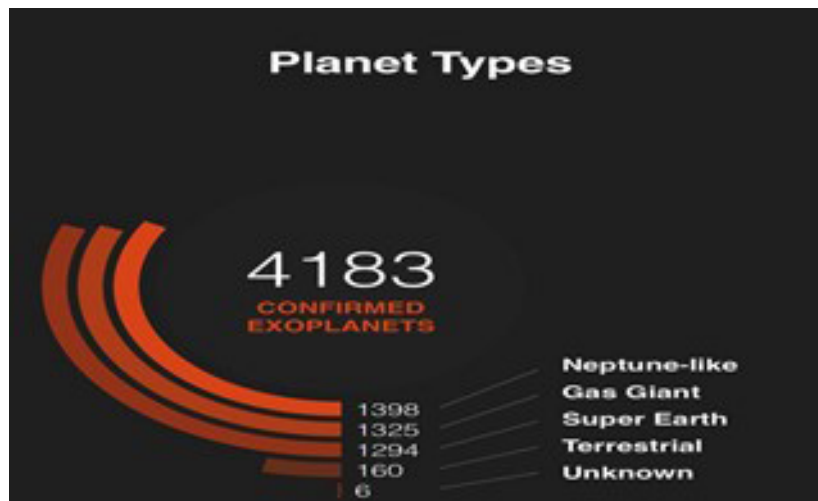 Planet Types
4183
CONFIRMED
EXOPLANETS
1398 Neptune-like
1325 Gas Giant
1294 Super Earth
160 Terrestrial
6 Unknown